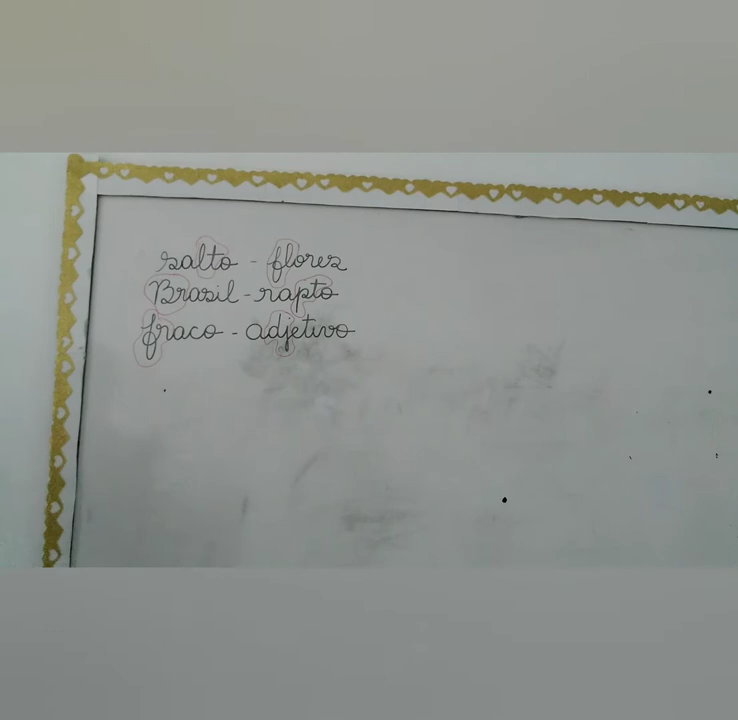 salto - flores
Brasil - rapto
fraco - adjetivo